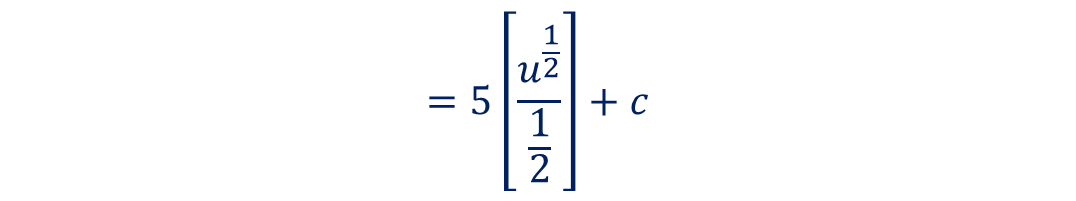 = 5 [u^(1/2) / (1/2)] + c